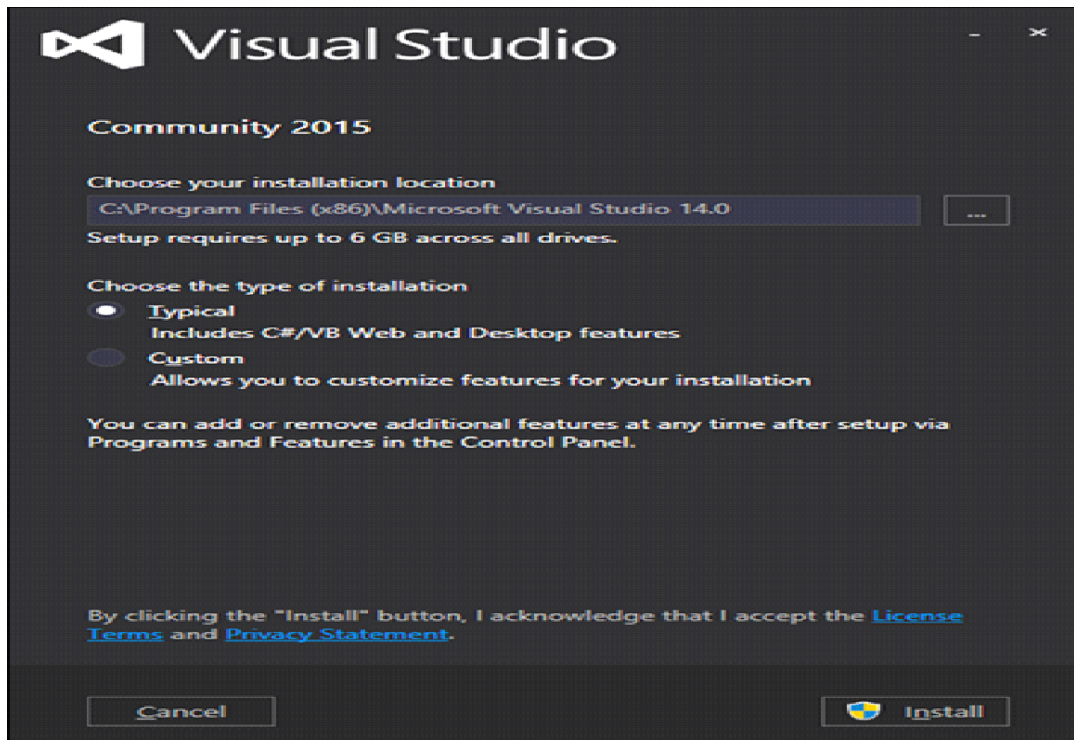 Visual Studio
Community 2015
Choose your installation location
C:\Program Files (x86)\Microsoft Visual Studio 14.0
...
Setup requires up to 6 GB across all drives.
Choose the type of installation
Typical
Includes C#/VB Web and Desktop features
Custom
Allows you to customize features for your installation
You can add or remove additional features at any time after setup via
Programs and Features in the Control Panel.
By clicking the "Install" button, I acknowledge that I accept the License
Terms and Privacy Statement.
Cancel
Install